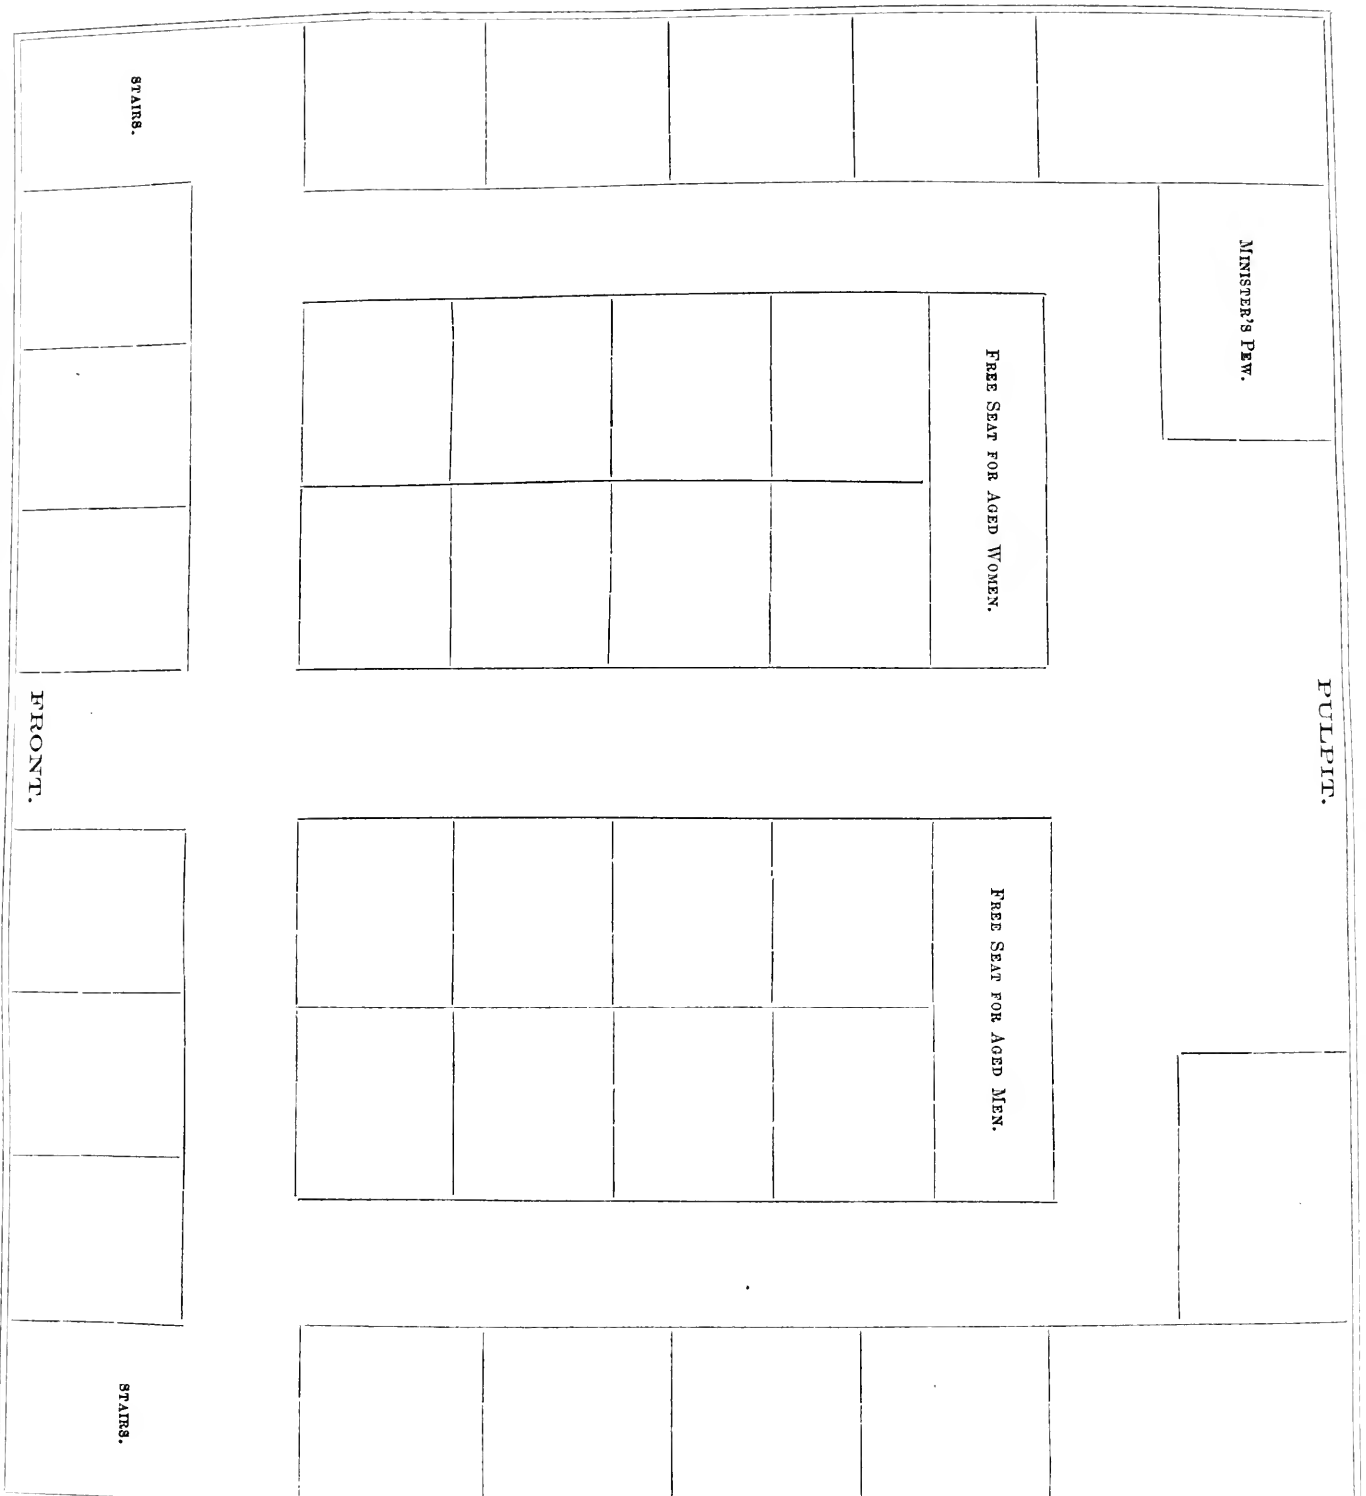 PULPIT.
MINISTER'S PEW.
FREE SEAT FOR AGED WOMEN.
FREE SEAT FOR AGED MEN.
STAIRS.
STAIRS.
FRONT.